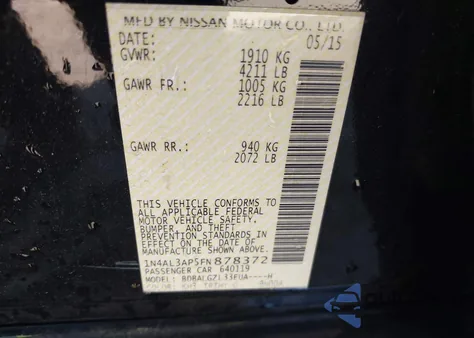 MFD BY NISSAN MOTOR CO., LTD.
DATE: 05/15
GVWR: 1910 KG
4211 LB
GAWR FR.: 1005 KG
2216 LB
GAWR RR.: 940 KG
2072 LB
THIS VEHICLE CONFORMS TO
ALL APPLICABLE FEDERAL
MOTOR VEHICLE SAFETY,
BUMPER, AND THEFT
PREVENTION STANDARDS IN
EFFECT ON THE DATE OF
MANUFACTURE SHOWN ABOVE.
1N4AL3AP5FN878372
PASSENGER CAR 640119
MODEL: